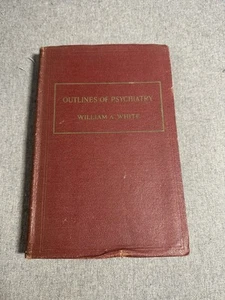 OUTLINES OF PSYCHIATRY
WILLIAM A. WHITE